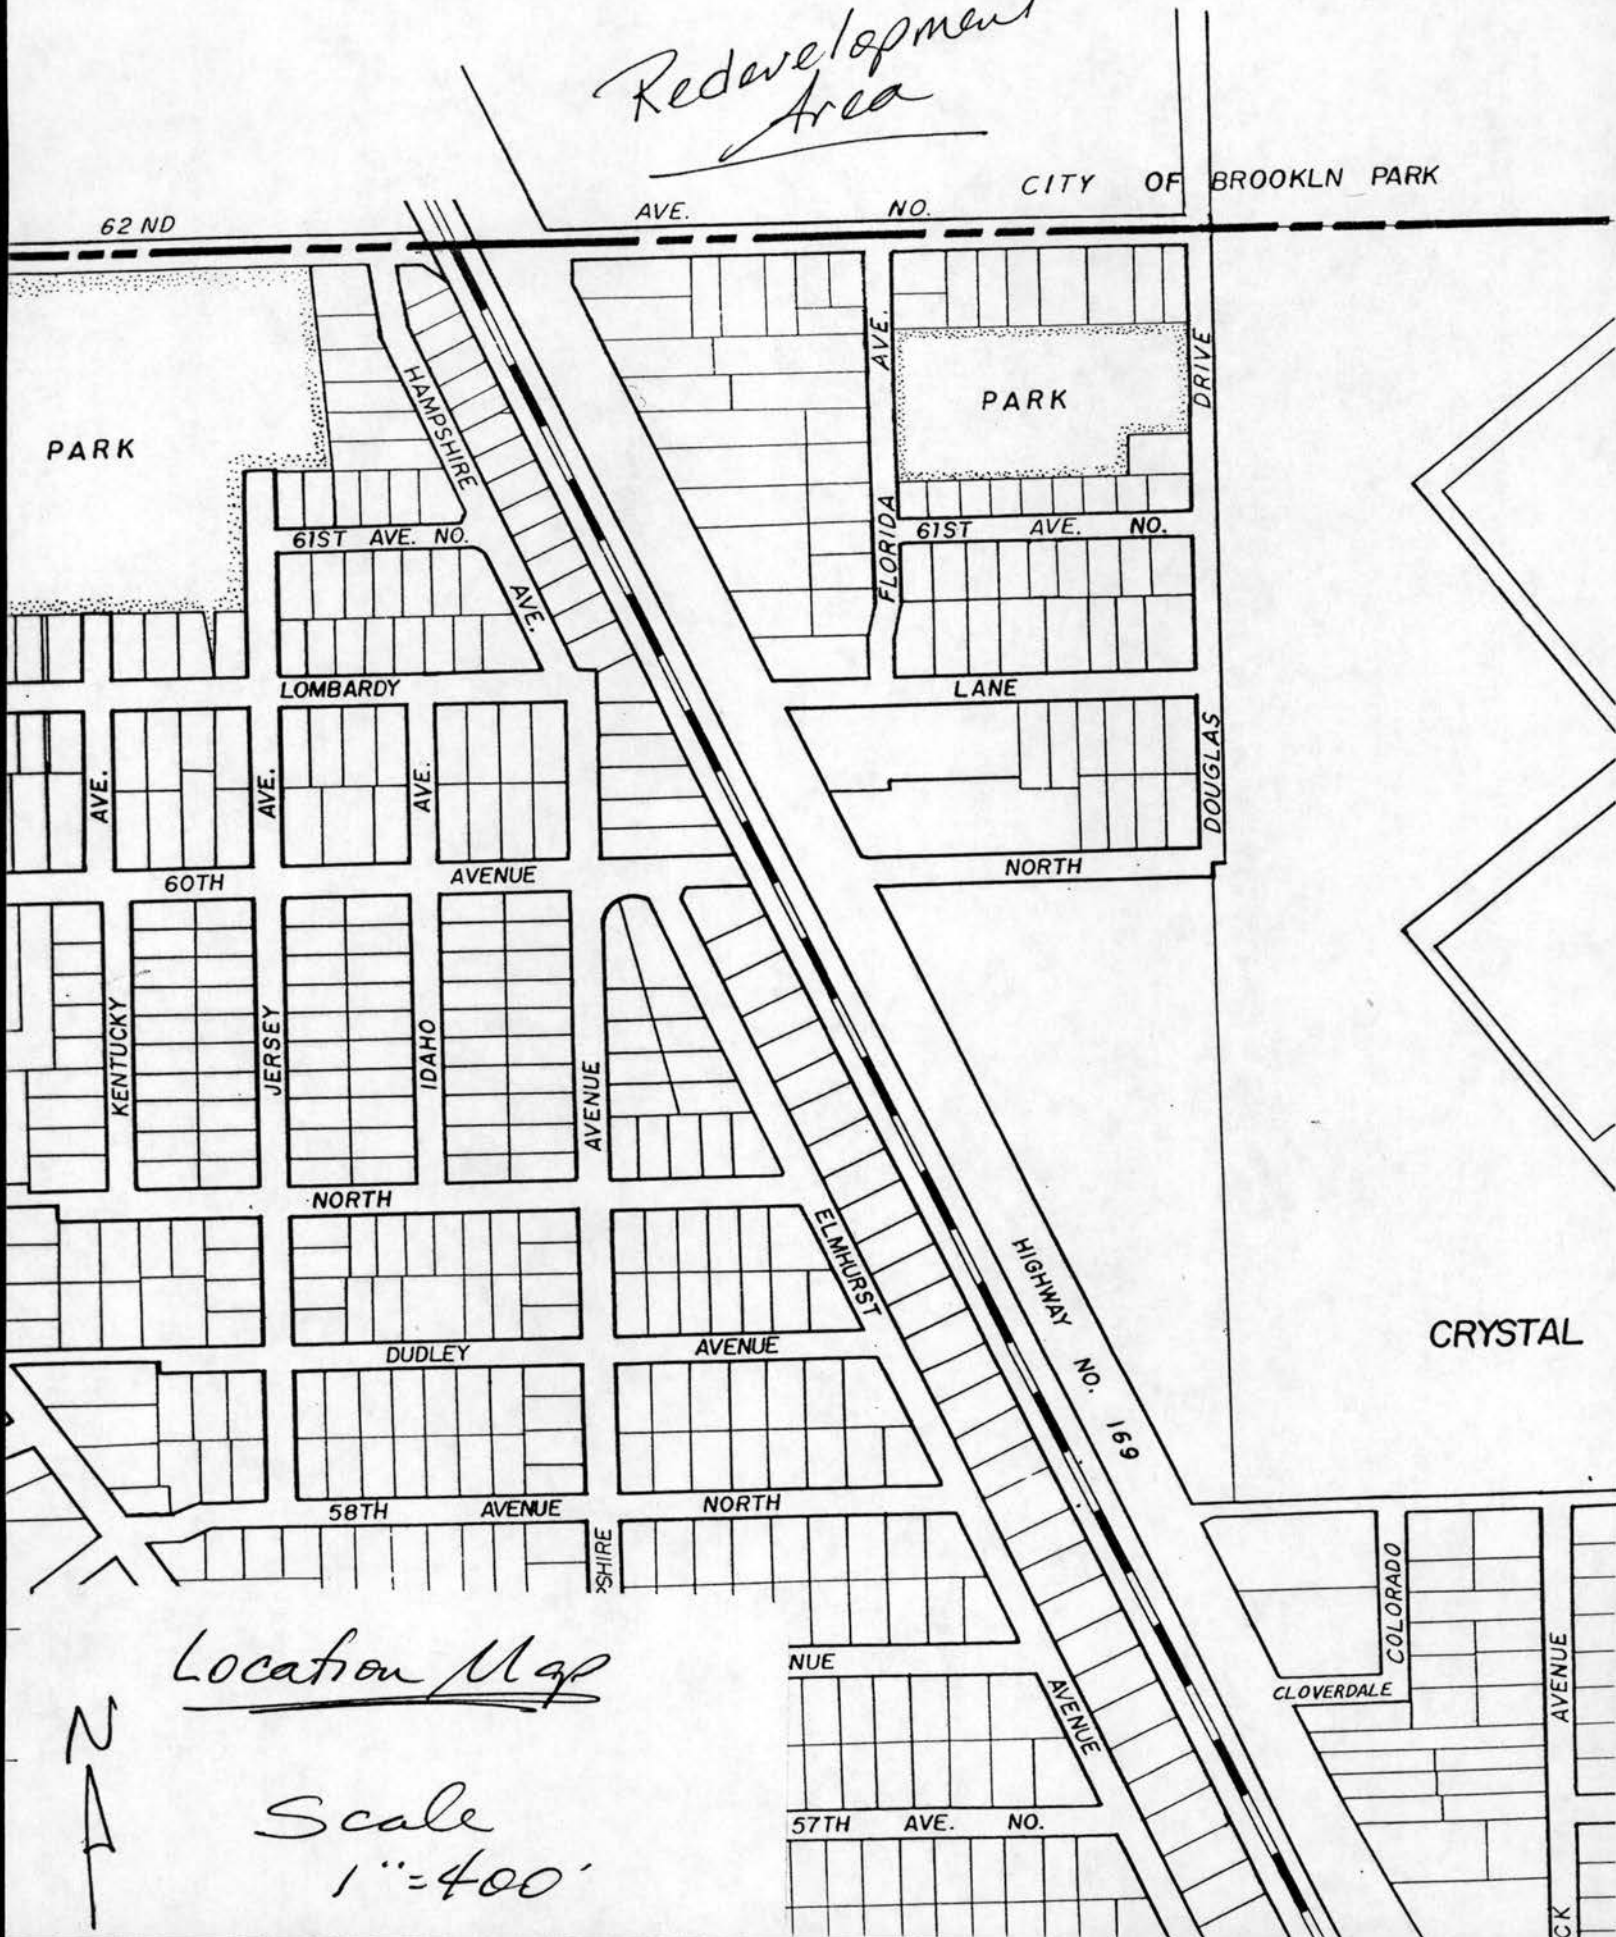 Redevelopment
Area
CITY OF BROOKLN PARK
62 ND AVE. NO.
PARK
HAMPSHIRE AVE.
FLORIDA AVE.
PARK
DOUGLAS DRIVE
61ST AVE. NO.
61ST AVE. NO.
LOMBARDY LANE
AVE.
AVE.
AVE.
60TH AVENUE NORTH
KENTUCKY
JERSEY
IDAHO
AVENUE
NORTH
ELMHURST
HIGHWAY NO. 169
CRYSTAL
DUDLEY AVENUE
58TH AVENUE NORTH
SHIRE
COLORADO
NUE
AVENUE
CLOVERDALE
AVENUE
57TH AVE. NO.
CK
Location Map
N
Scale
1"=400'